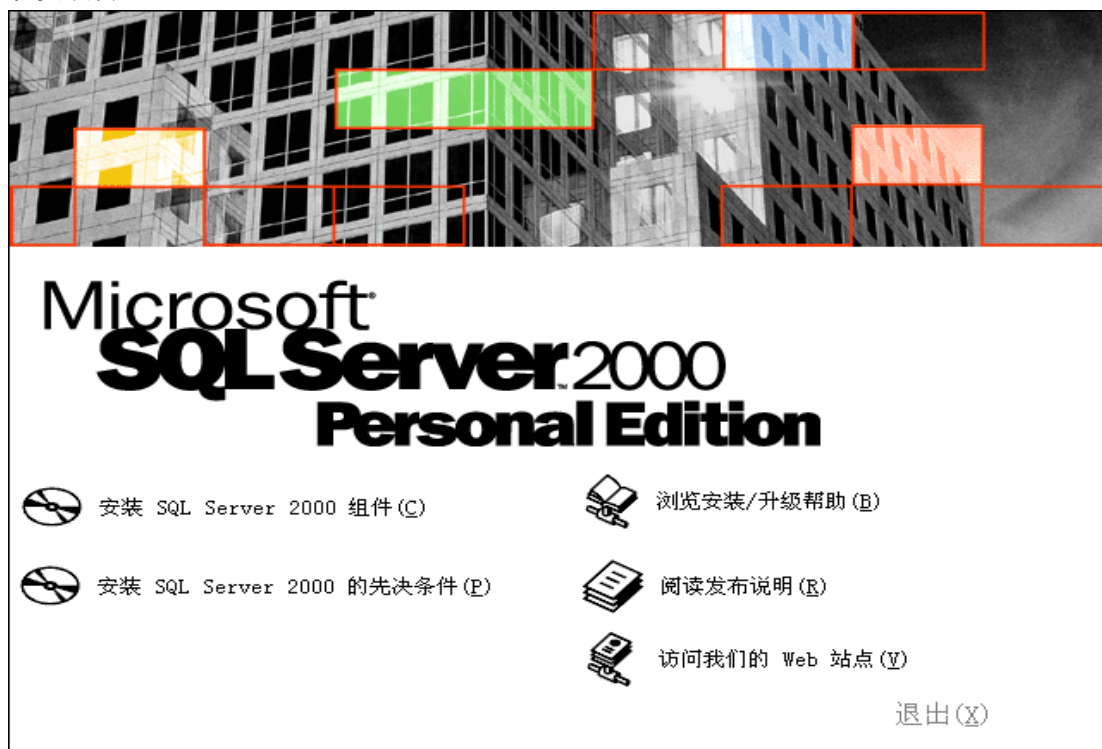 Microsoft®
SQL Server™ 2000
Personal Edition
安装 SQL Server 2000 组件(C)
安装 SQL Server 2000 的先决条件(P)
浏览安装/升级帮助(B)
阅读发布说明(R)
访问我们的 Web 站点(V)
退出(X)